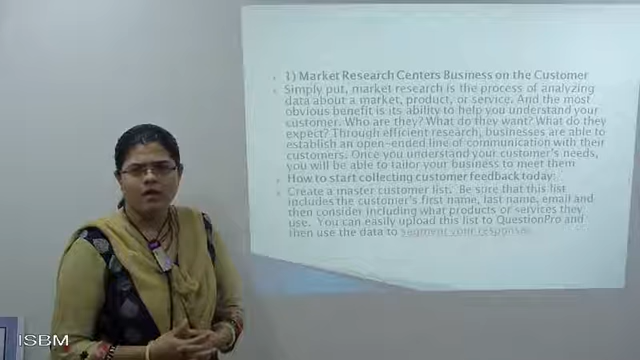 1) Market Research Centers Business on the Customer
Simply put, market research is the process of analyzing
data about a market, product, or service. And the most
obvious benefit is its ability to help you understand your
customer. Who are they? What do they want? What do they
expect? Through efficient research, businesses are able to
establish an open-ended line of communication with their
customers. Once you understand your customer's needs,
you will be able to tailor your business to meet them
How to start collecting customer feedback today:
Create a master customer list. Be sure that this list
includes the customer's first name, last name, email and
then consider including what products or services they
use. You can easily upload this list to QuestionPro and
then use the data to segment your responses.
ISBM